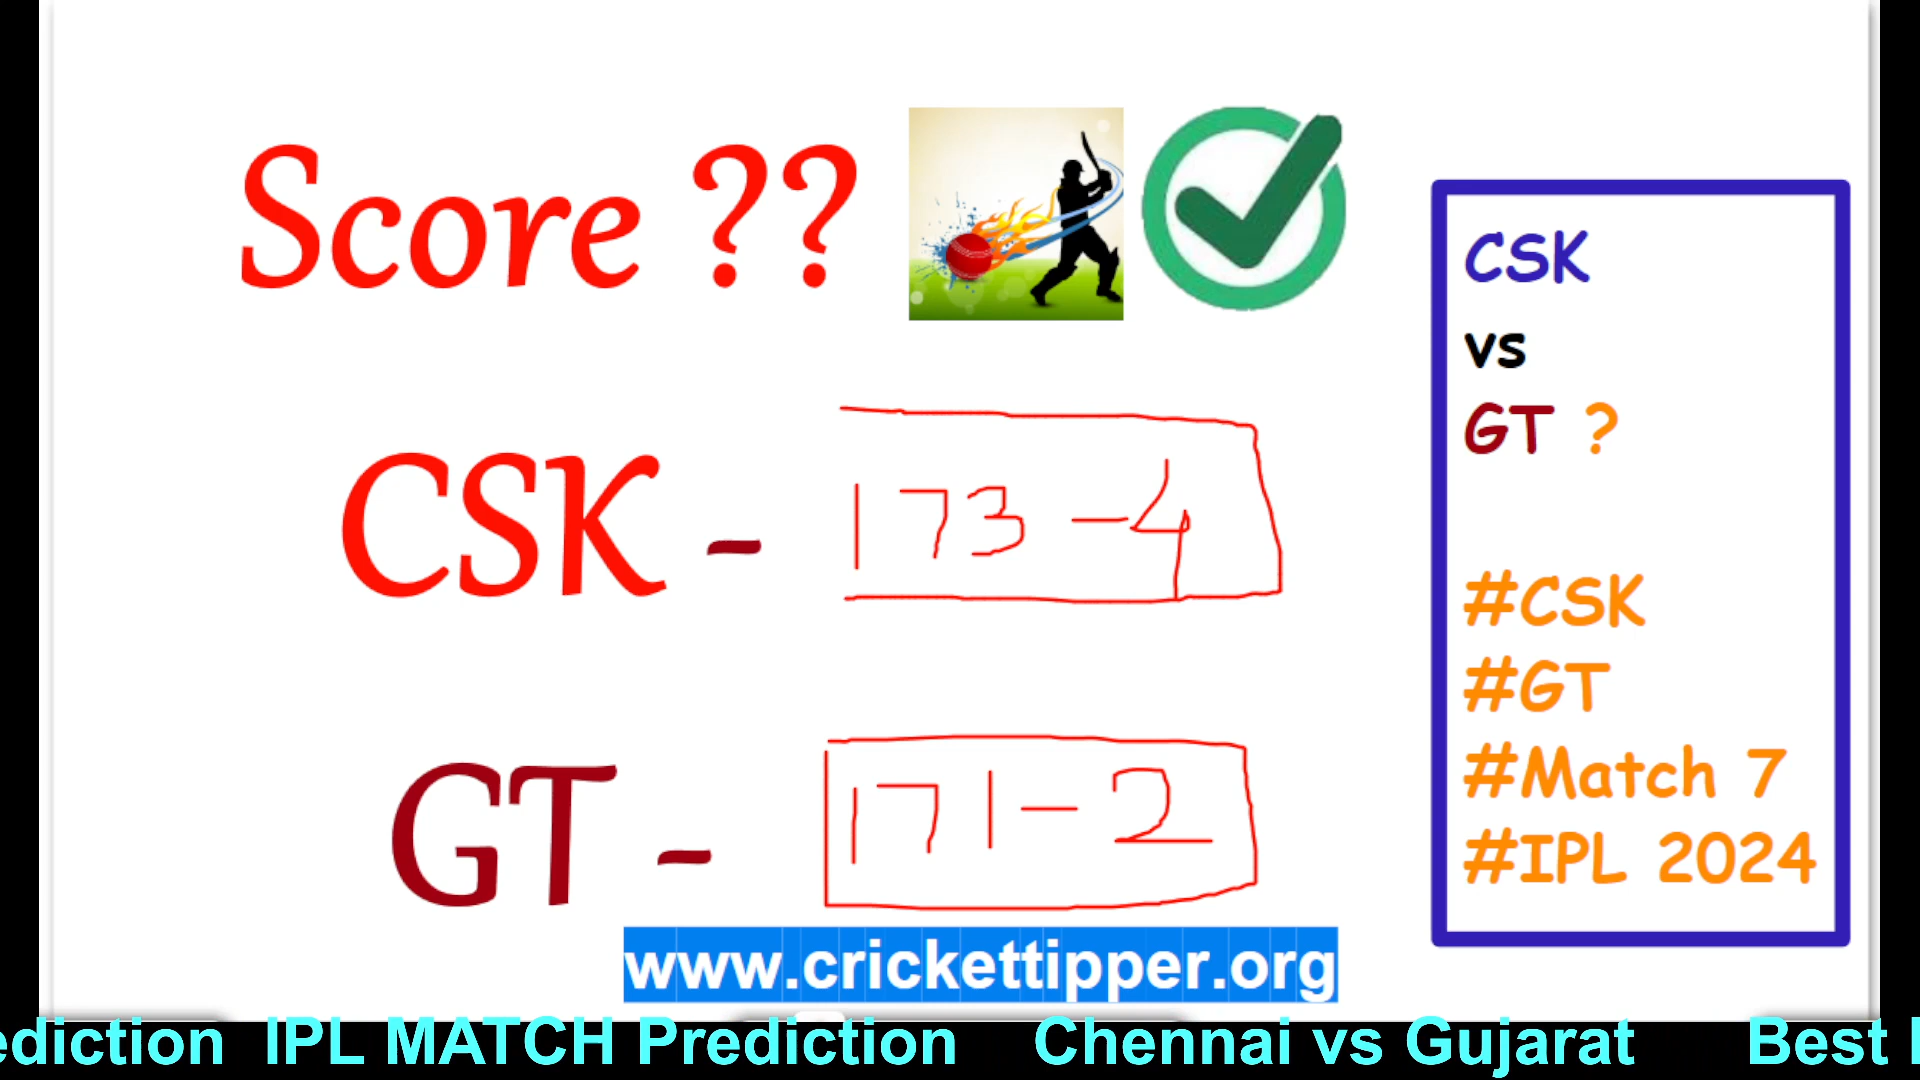 Score ??
CSK - 173-4
GT - 171-2
www.crickettipper.org
CSK
vs
GT ?
#CSK
#GT
#Match 7
#IPL 2024
ediction IPL MATCH Prediction Chennai vs Gujarat Best